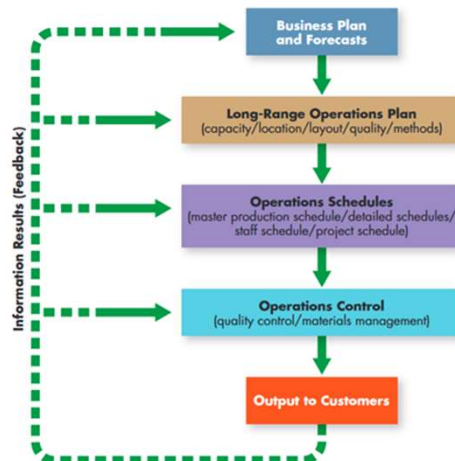 Business Plan
and Forecasts
Long-Range Operations Plan
(capacity/location/layout/quality/methods)
Operations Schedules
(master production schedule/detailed schedules/
staff schedule/project schedule)
Operations Control
(quality control/materials management)
Output to Customers
Information Results (Feedback)